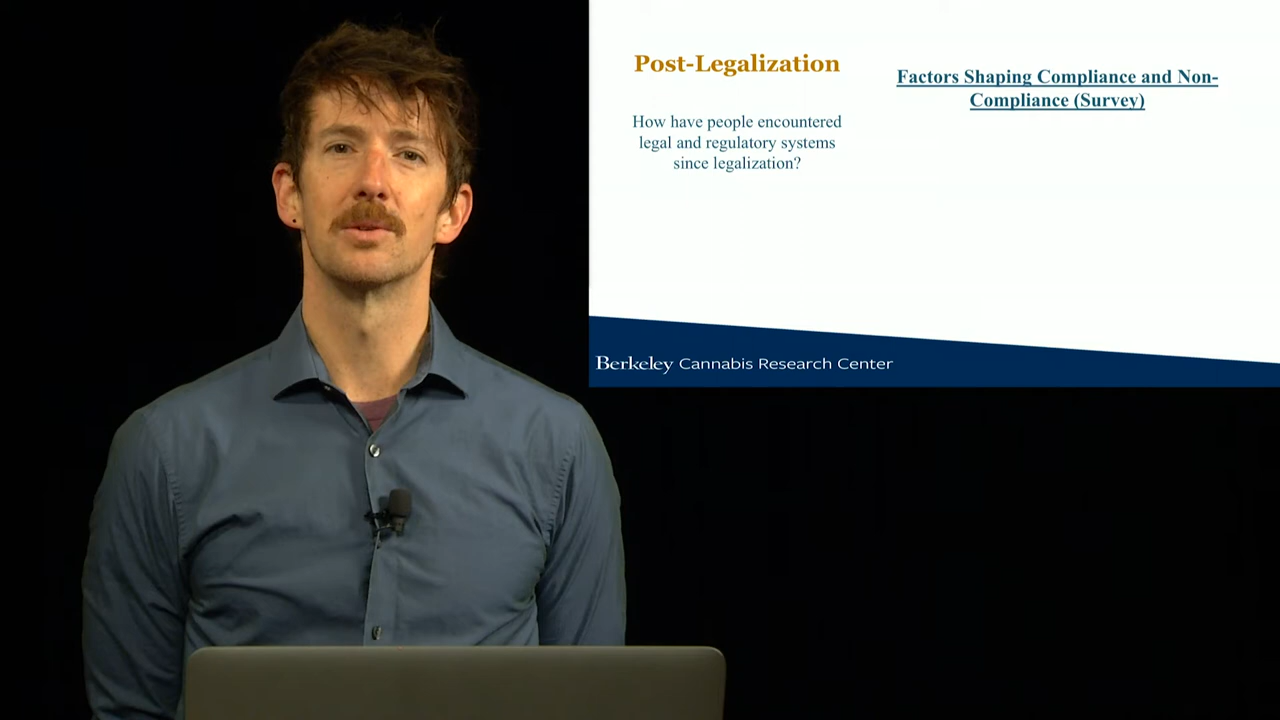 Post-Legalization
How have people encountered
legal and regulatory systems
since legalization?
Factors Shaping Compliance and Non-
Compliance (Survey)
Berkeley Cannabis Research Center